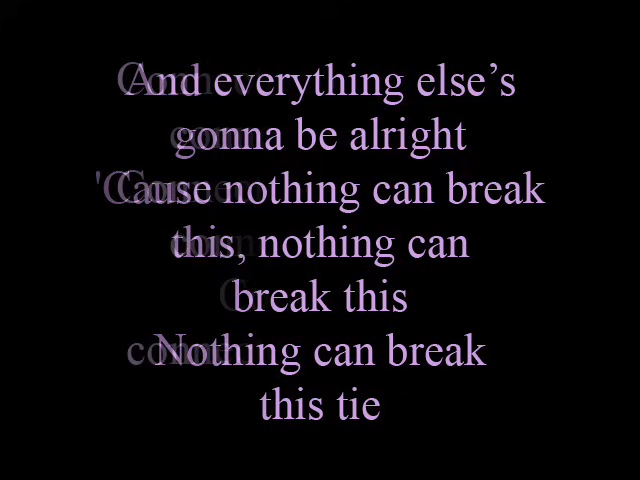 And everything else’s
gonna be alright
'Cause nothing can break
this, nothing can
break this
Nothing can break
this tie